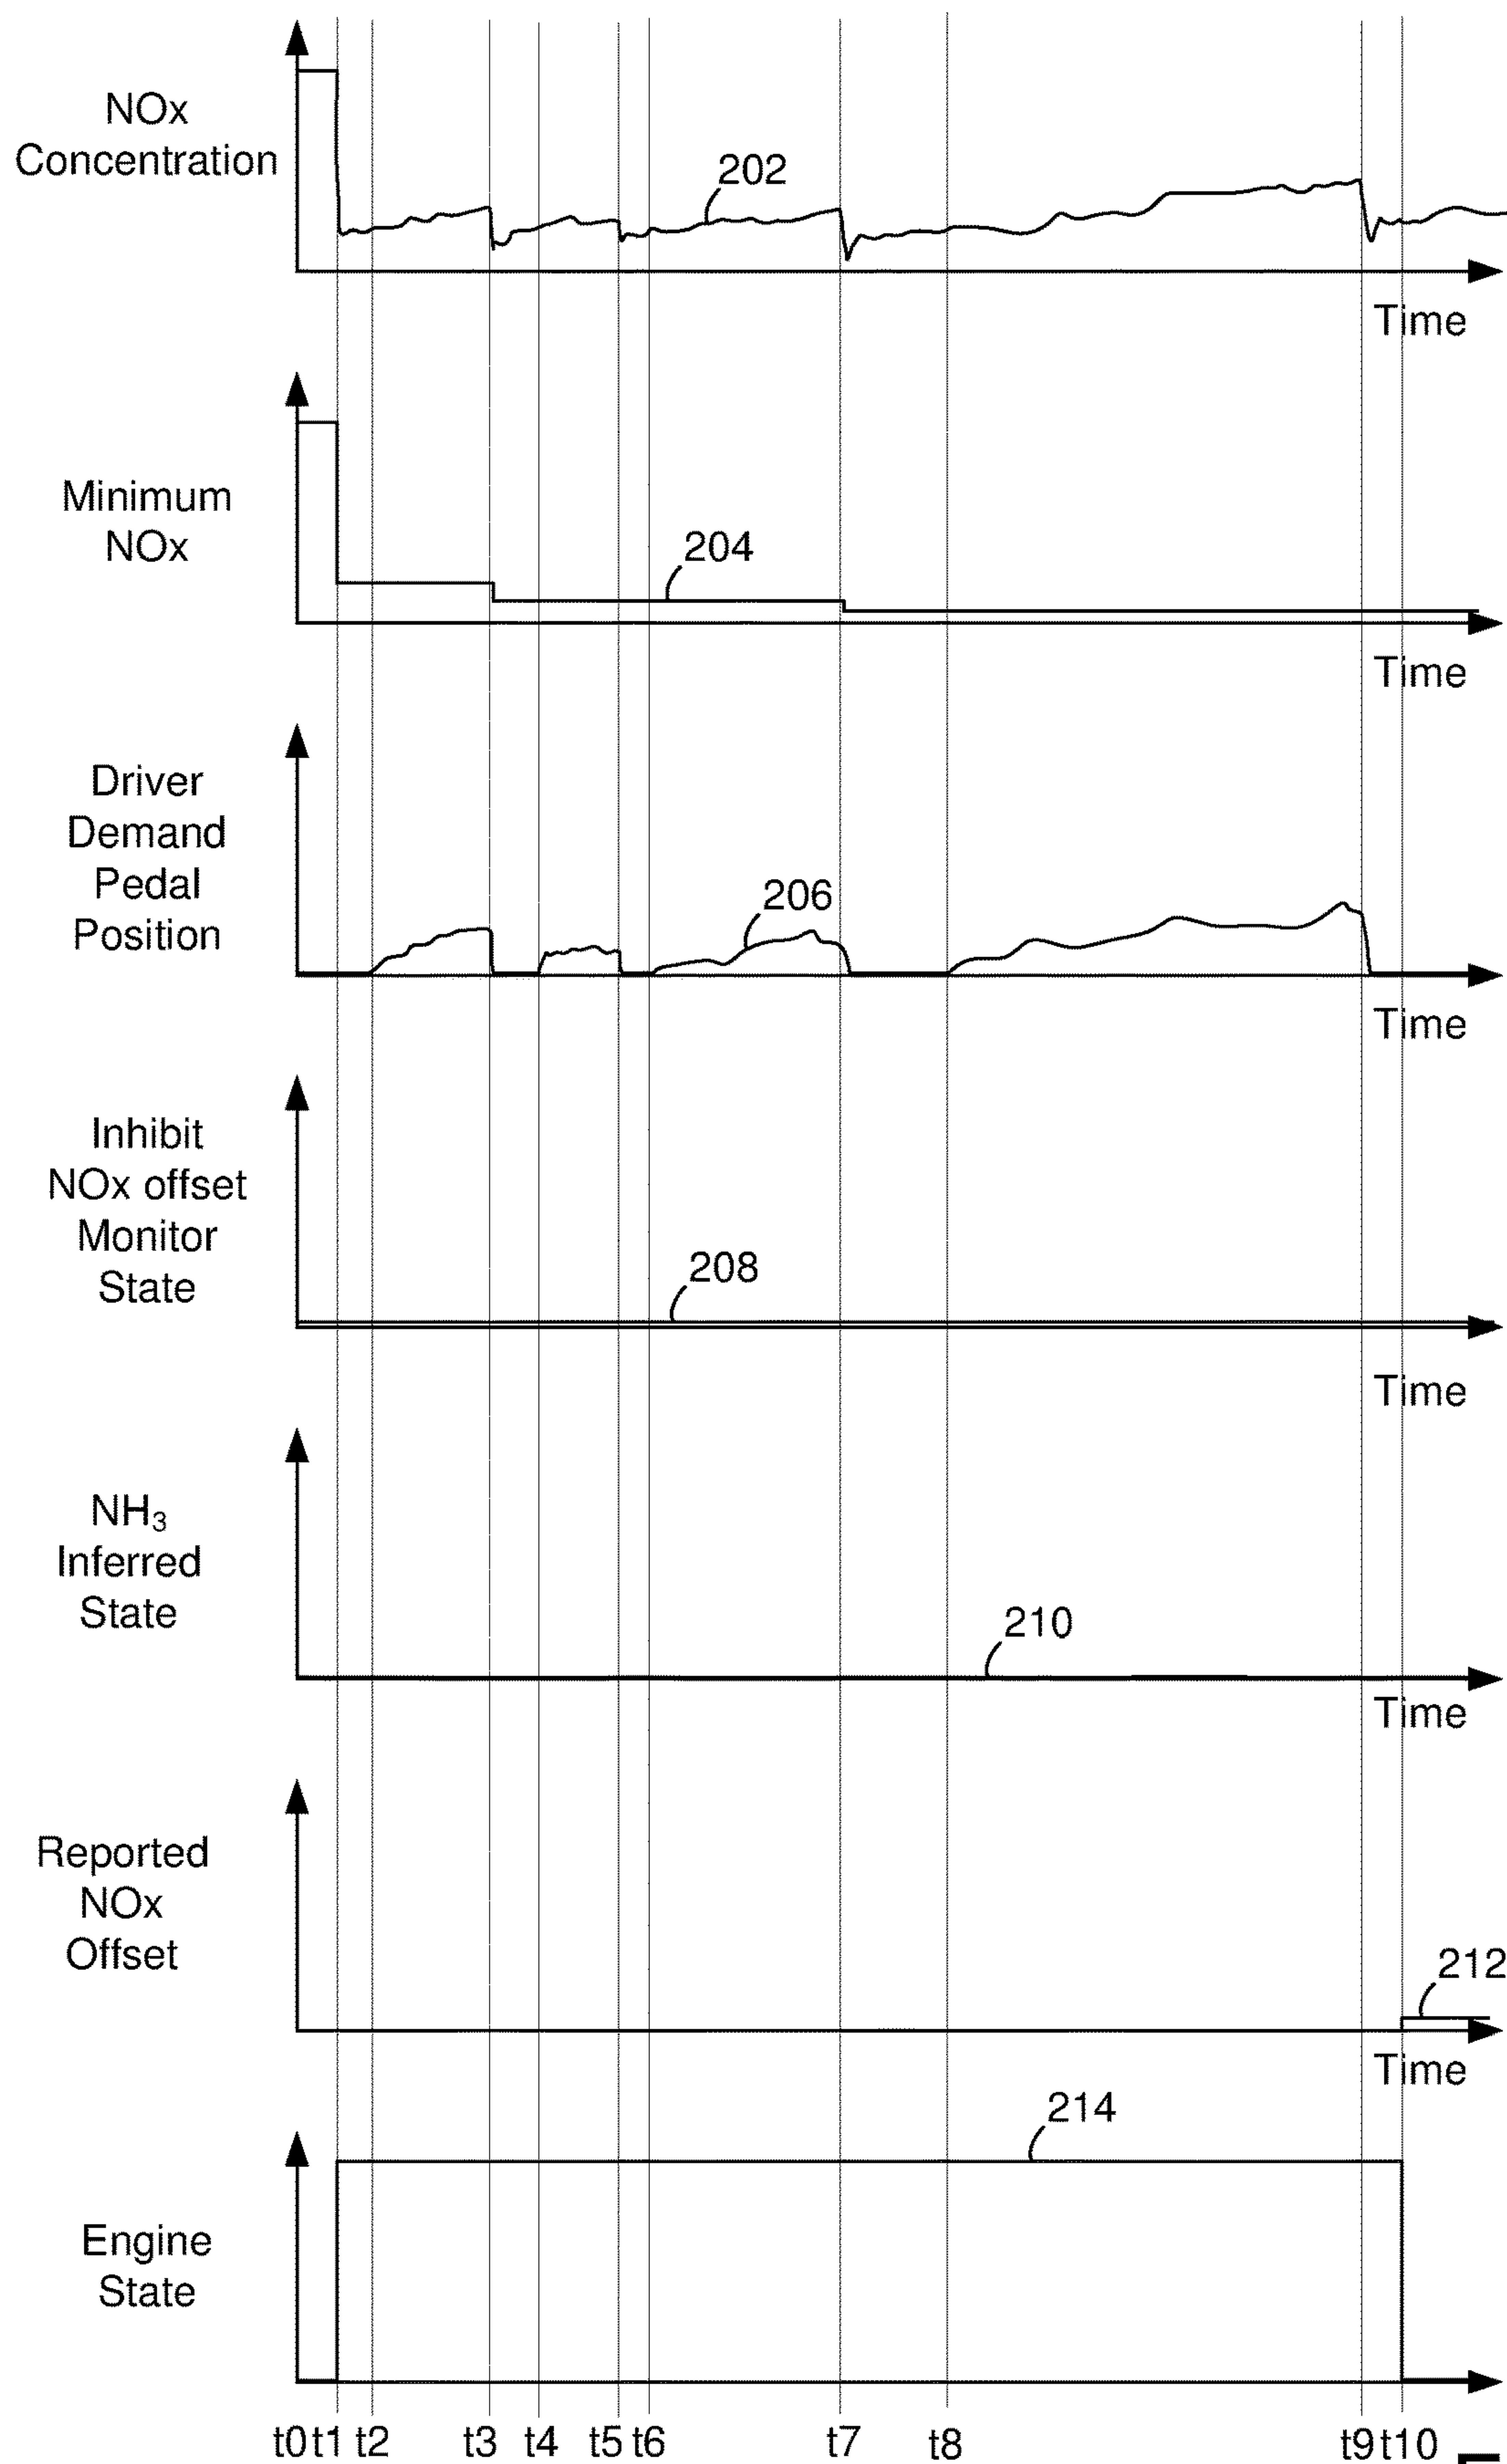 NOx
Concentration
202
Time
Minimum
NOx
204
Time
Driver
Demand
Pedal
Position
206
Time
Inhibit
NOx offset
Monitor
State
208
Time
NH₃
Inferred
State
210
Time
Reported
NOx
Offset
212
Time
214
Engine
State
t0 t1 t2 t3 t4 t5 t6 t7 t8 t9 t10